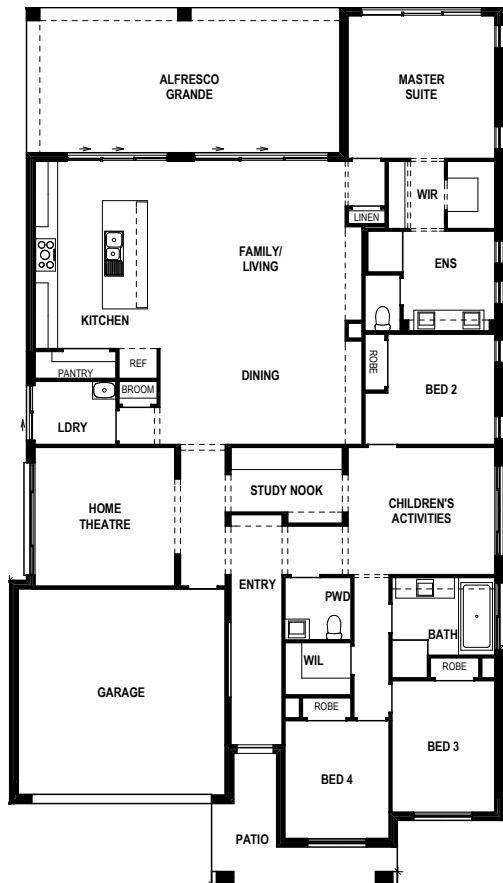 ALFRESCO
GRANDE
MASTER
SUITE
WIR
LINEN
FAMILY/
LIVING
ENS
KITCHEN
REF
PANTRY
DINING
ROBE
BED 2
BROOM
LDRY
HOME
THEATRE
STUDY NOOK
CHILDREN'S
ACTIVITIES
ENTRY
PWD
BATH
WIL
ROBE
GARAGE
ROBE
BED 3
BED 4
PATIO